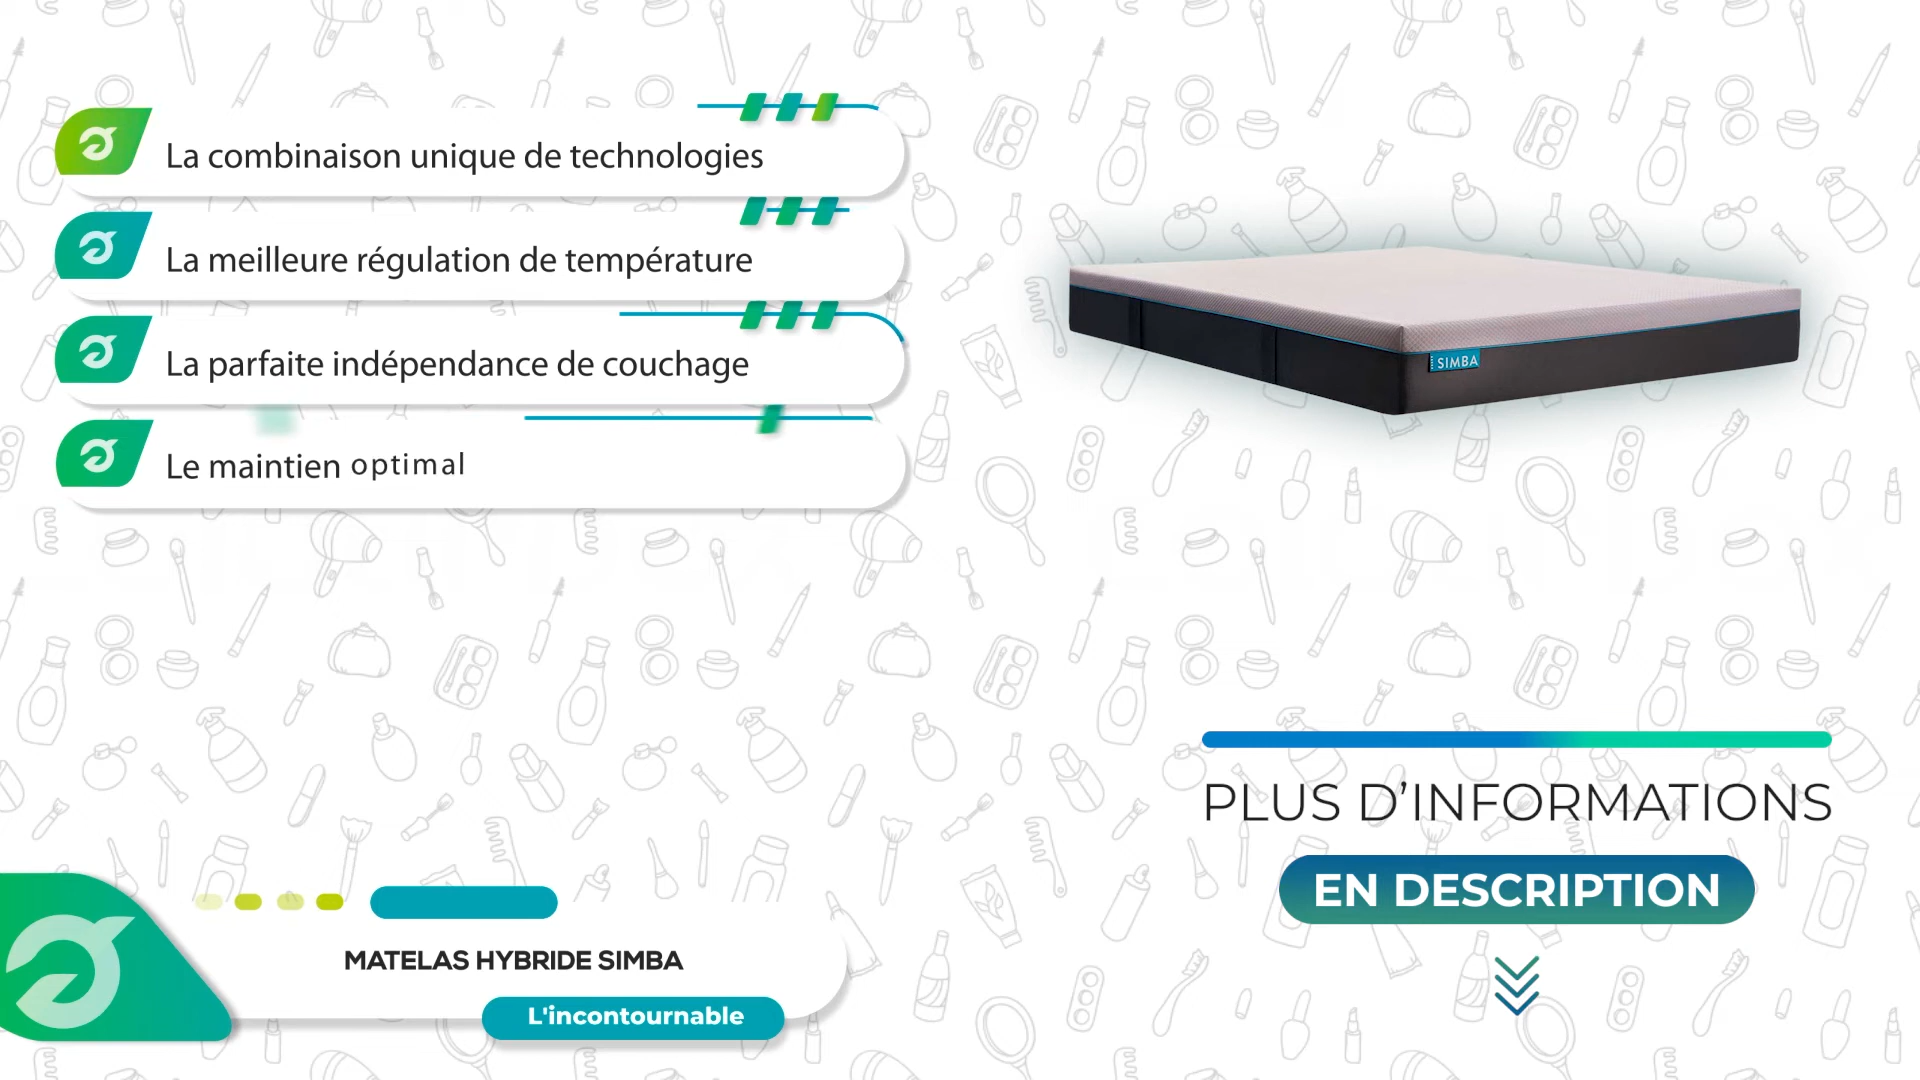 La combinaison unique de technologies
La meilleure régulation de température
La parfaite indépendance de couchage
Le maintien optimal
SIMBA
PLUS D’INFORMATIONS
EN DESCRIPTION
MATELAS HYBRIDE SIMBA
L'incontournable